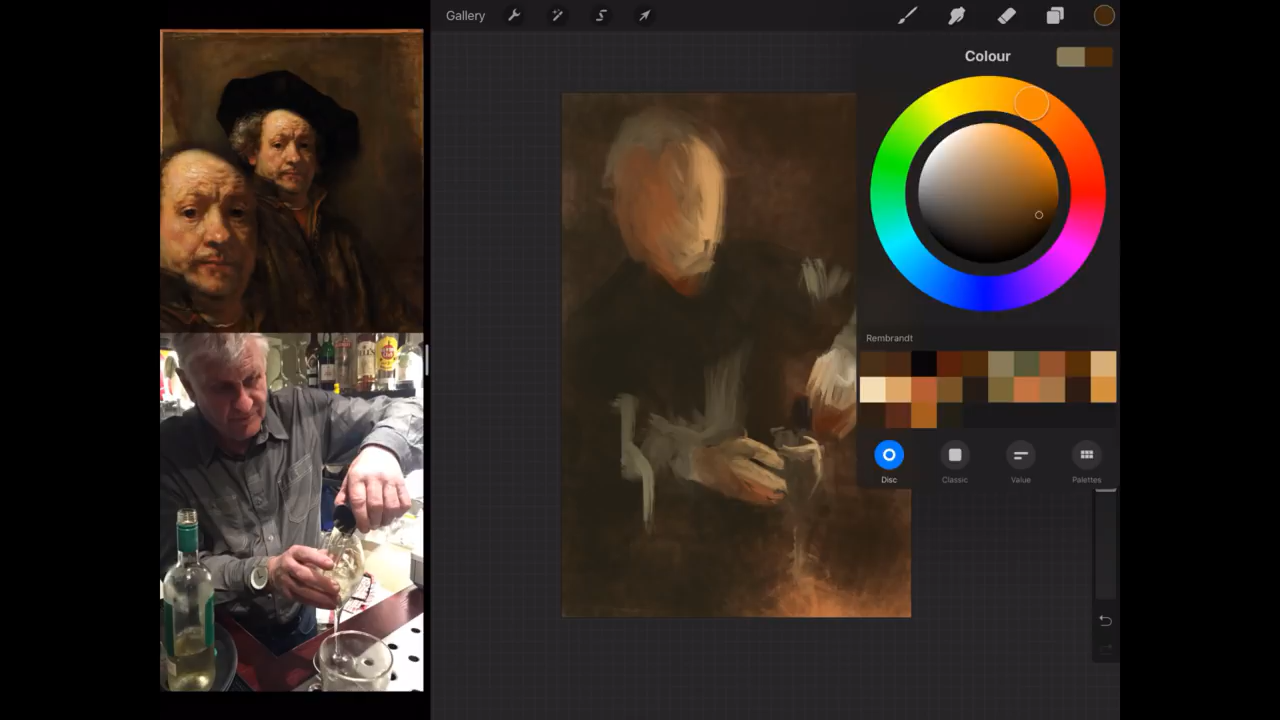 Gallery
Colour
Rembrandt
Disc
Classic
Value
Palettes